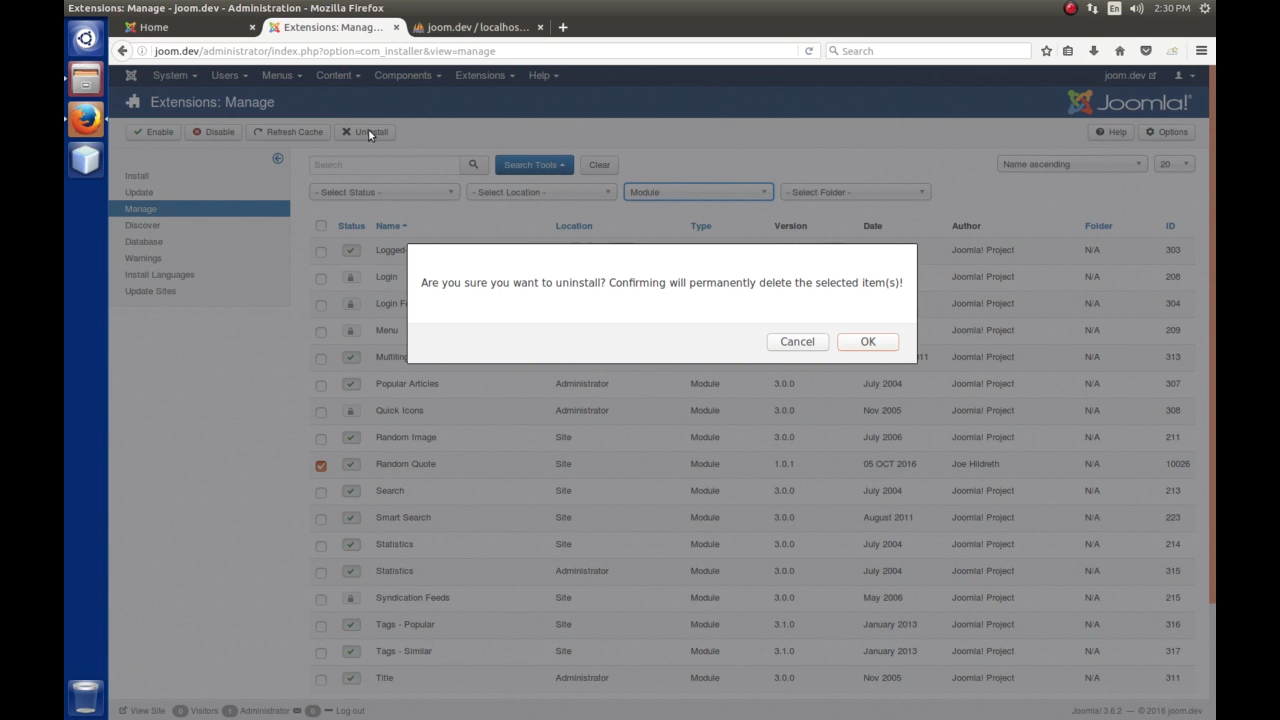 Extensions: Manage - joom.dev - Administration - Mozilla Firefox
En 2:30 PM
Home
Extensions: Manag...
joom.dev / localhos...
joom.dev/administrator/index.php?option=com_installer&view=manage
Search
System Users Menus Content Components Extensions Help
joom.dev
Extensions: Manage
Joomla!
Enable Disable Refresh Cache Uninstall
Help Options
Install
Update
Manage
Discover
Database
Warnings
Install Languages
Update Sites
Search Search Tools Clear
Name ascending 20
- Select Status - - Select Location - Module - Select Folder -
Status Name Location Type Version Date Author Folder ID
Logged- Joomla! Project N/A 303
Login Joomla! Project N/A 208
Login Fo Joomla! Project N/A 304
Menu Joomla! Project N/A 209
Multiling 11 Joomla! Project N/A 313
Are you sure you want to uninstall? Confirming will permanently delete the selected item(s)!
Cancel OK
Popular Articles Administrator Module 3.0.0 July 2004 Joomla! Project N/A 307
Quick Icons Administrator Module 3.0.0 Nov 2005 Joomla! Project N/A 308
Random Image Site Module 3.0.0 July 2006 Joomla! Project N/A 211
Random Quote Site Module 1.0.1 05 OCT 2016 Joe Hildreth N/A 10026
Search Site Module 3.0.0 July 2004 Joomla! Project N/A 213
Smart Search Site Module 3.0.0 August 2011 Joomla! Project N/A 223
Statistics Site Module 3.0.0 July 2004 Joomla! Project N/A 214
Statistics Administrator Module 3.0.0 July 2004 Joomla! Project N/A 315
Syndication Feeds Site Module 3.0.0 May 2006 Joomla! Project N/A 215
Tags - Popular Site Module 3.1.0 January 2013 Joomla! Project N/A 316
Tags - Similar Site Module 3.1.0 January 2013 Joomla! Project N/A 317
Title Administrator Module 3.0.0 Nov 2005 Joomla! Project N/A 311
View Site 0 Visitors 1 Administrator 0 Log out
Joomla! 3.6.2 — © 2016 joom.dev